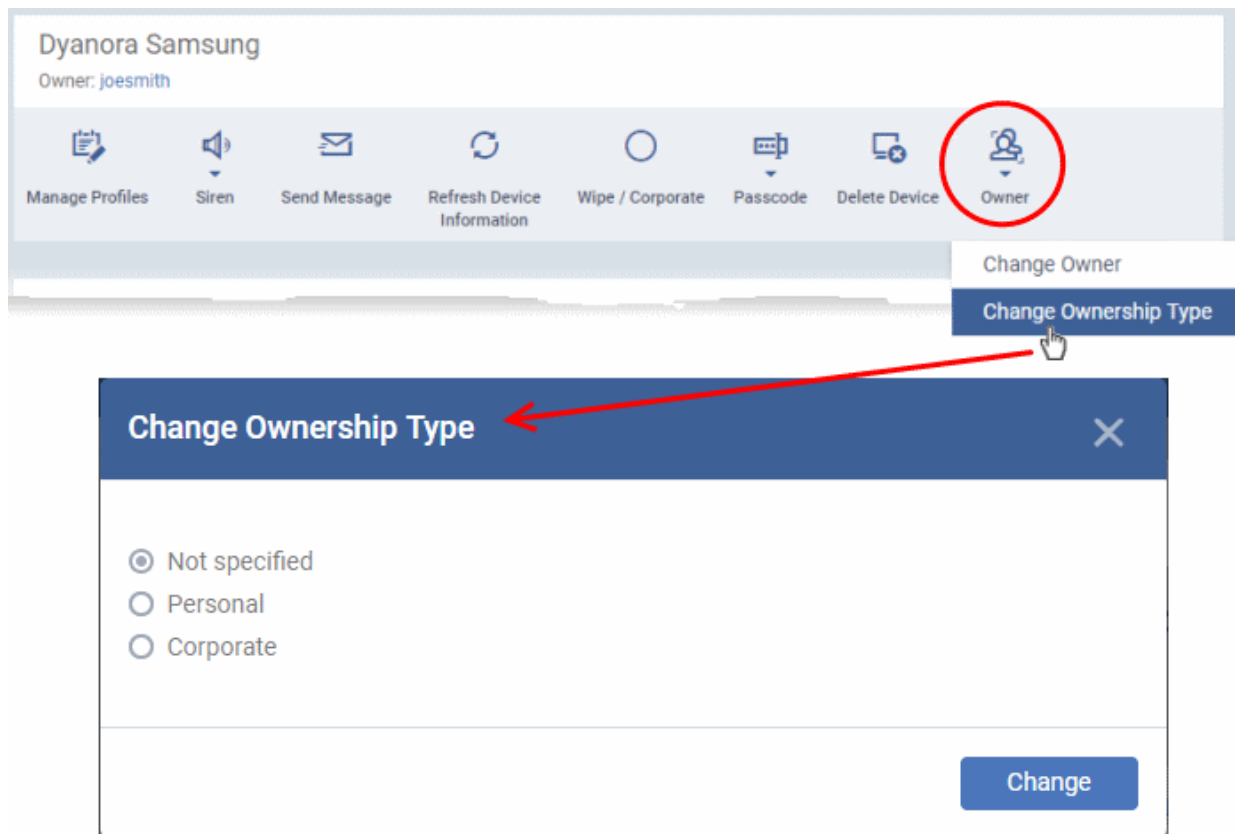 Dyanora Samsung
Owner: joesmith
Manage Profiles
Siren
Send Message
Refresh Device
Information
Wipe / Corporate
Passcode
Delete Device
Owner
Change Owner
Change Ownership Type
Change Ownership Type
Not specified
Personal
Corporate
Change